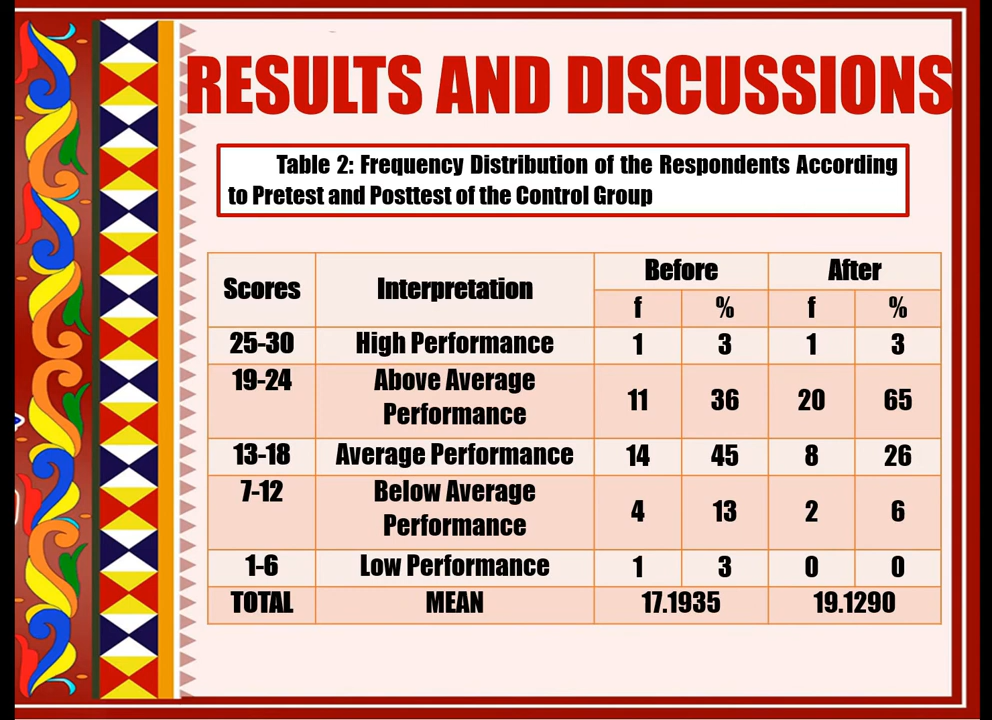 RESULTS AND DISCUSSIONS
Table 2: Frequency Distribution of the Respondents According
to Pretest and Posttest of the Control Group
Scores Interpretation Before After
f % f %
25-30 High Performance 1 3 1 3
19-24 Above Average
Performance 11 36 20 65
13-18 Average Performance 14 45 8 26
7-12 Below Average
Performance 4 13 2 6
1-6 Low Performance 1 3 0 0
TOTAL MEAN 17.1935 19.1290